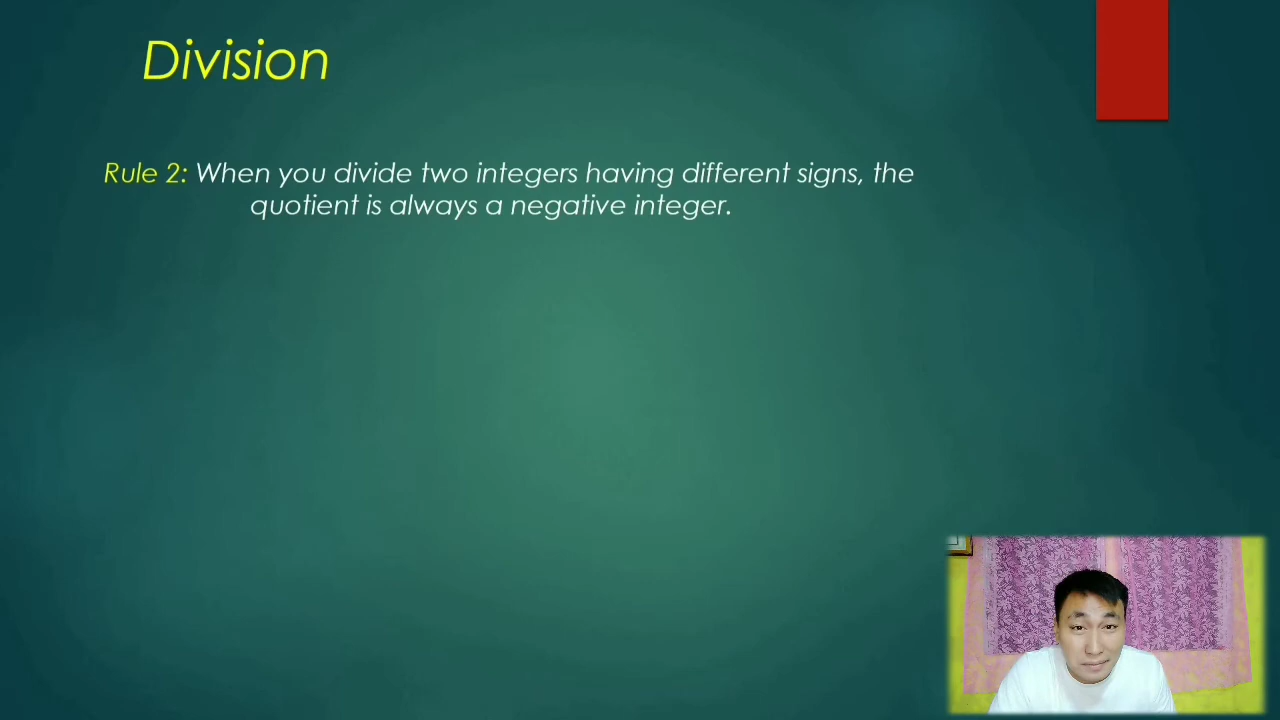 Division
Rule 2: When you divide two integers having different signs, the
quotient is always a negative integer.